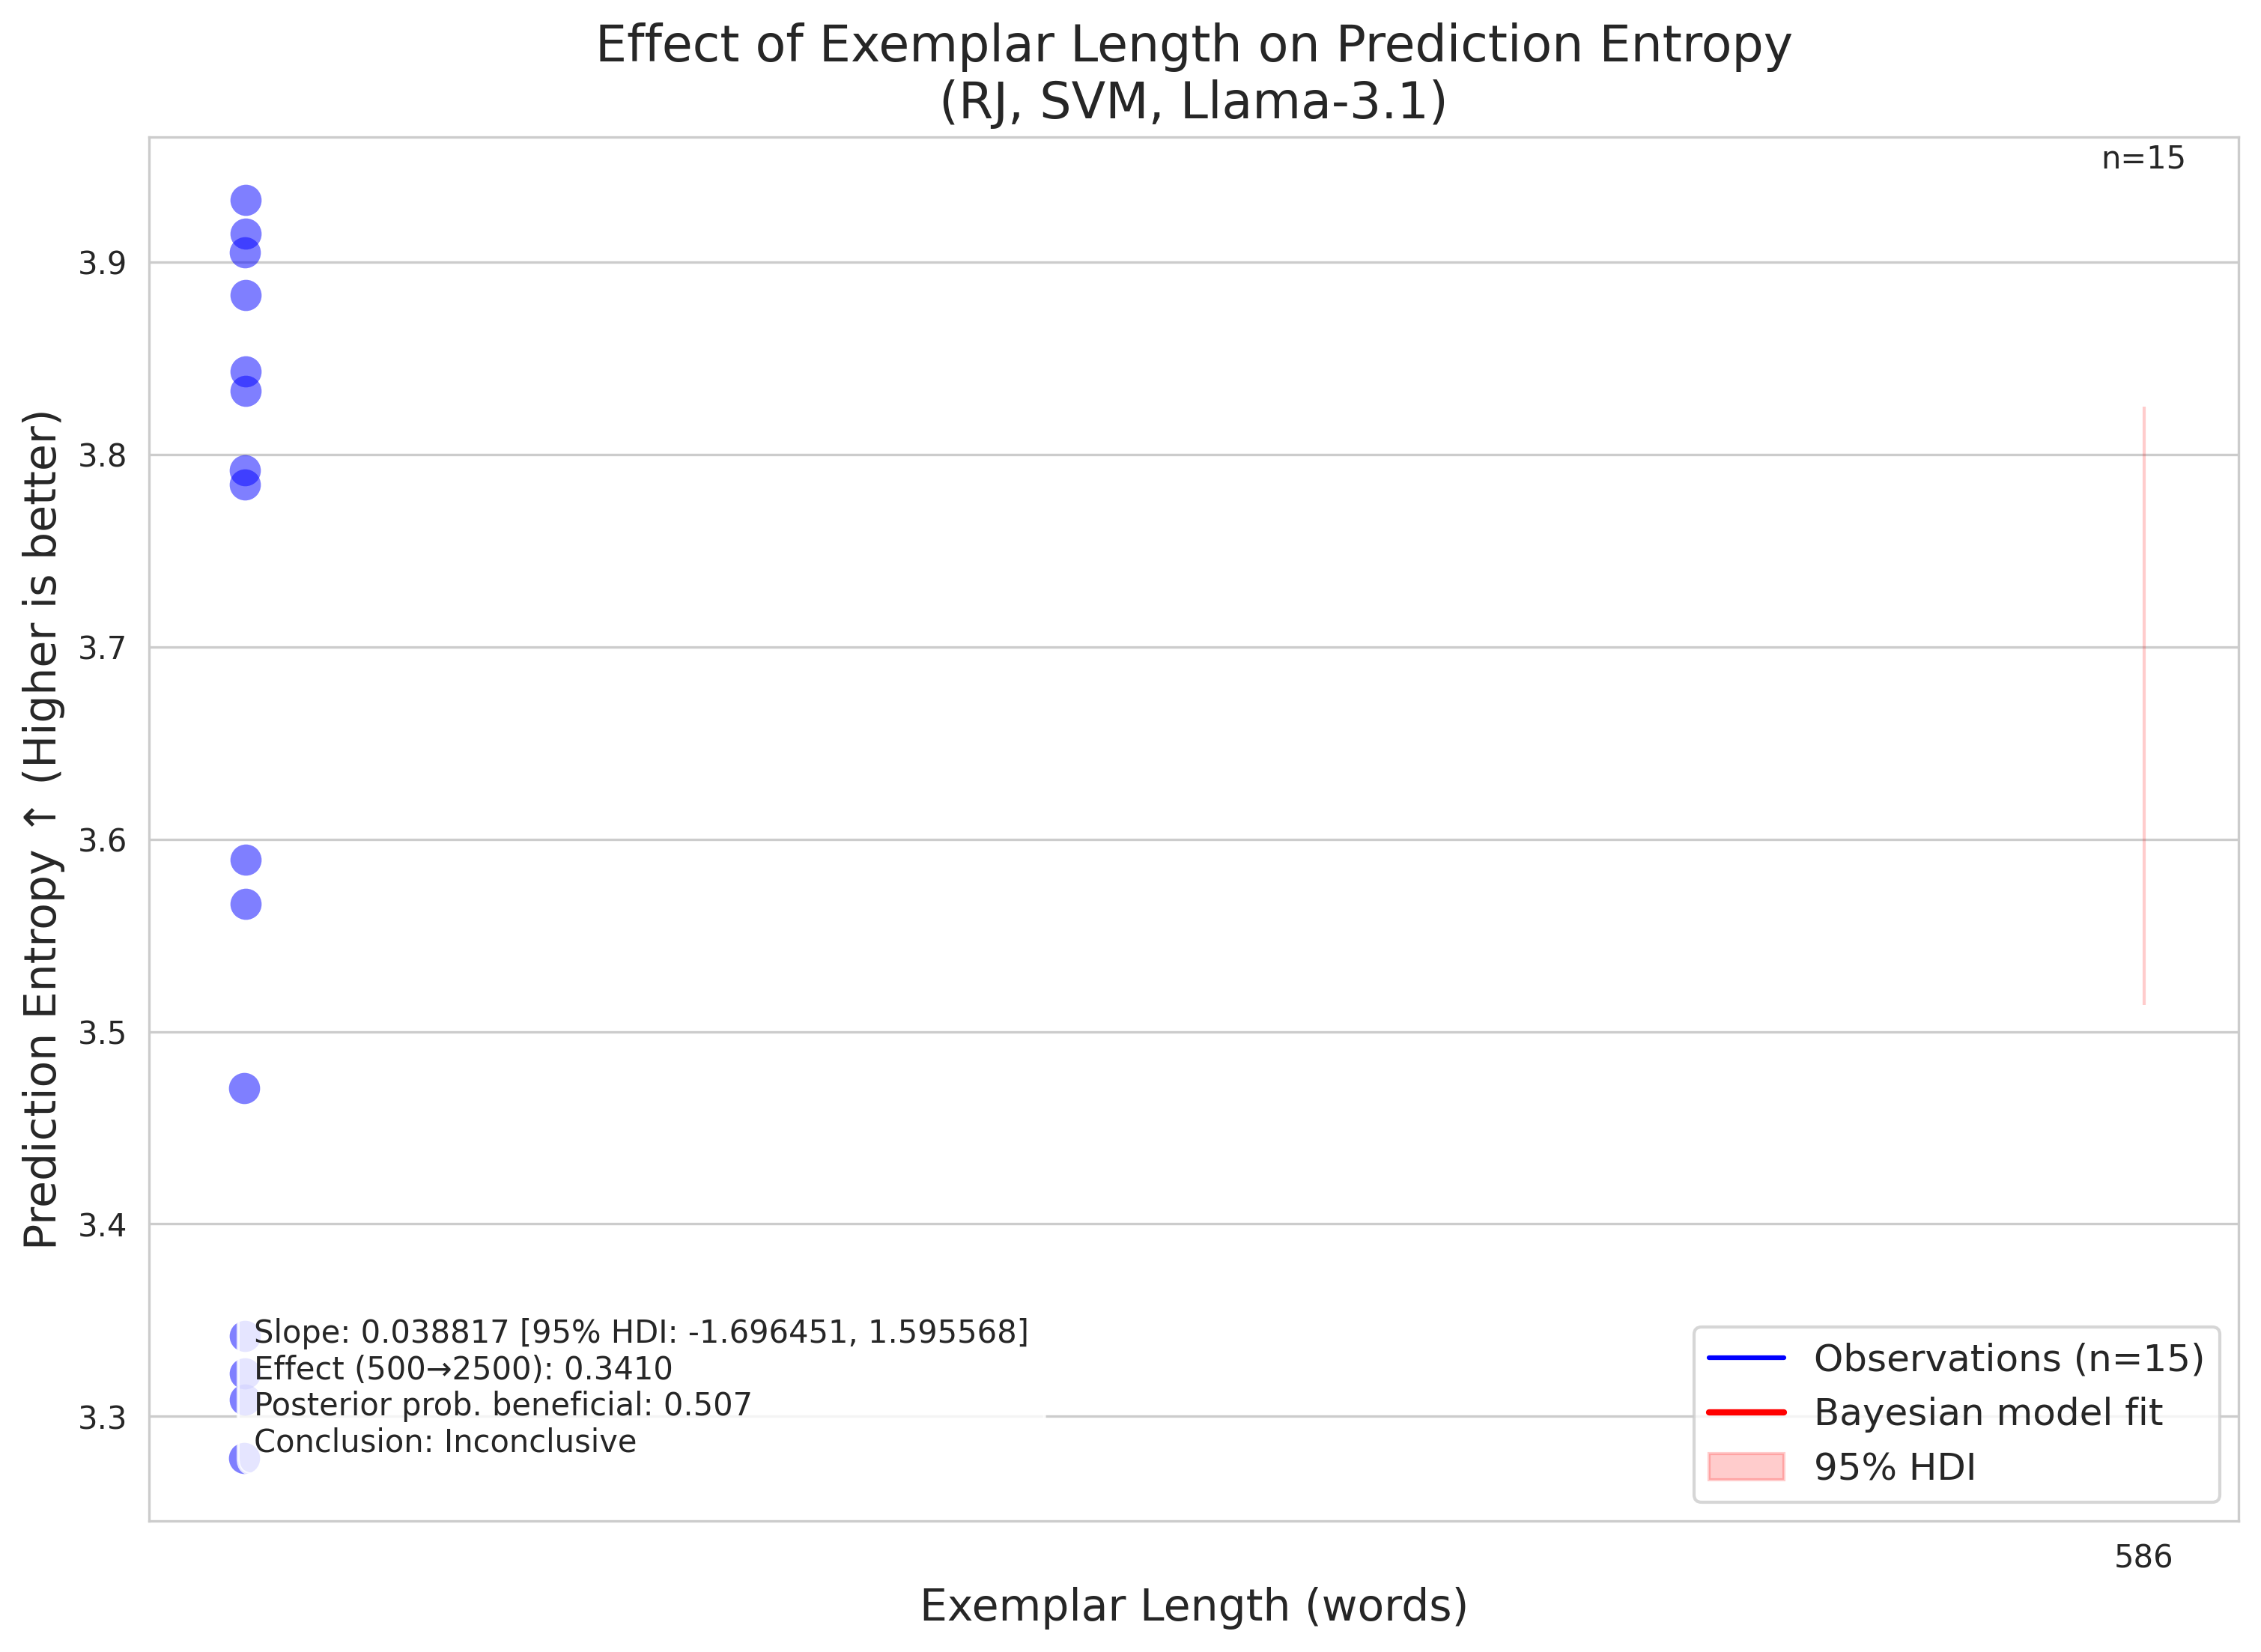 Effect of Exemplar Length on Prediction Entropy
(RJ, SVM, Llama-3.1)
n=15
Prediction Entropy ↑ (Higher is better)
3.9
3.8
3.7
3.6
3.5
3.4
3.3
Slope: 0.038817 [95% HDI: -1.696451, 1.595568]
Effect (500→2500): 0.3410
Posterior prob. beneficial: 0.507
Conclusion: Inconclusive
Observations (n=15)
Bayesian model fit
95% HDI
586
Exemplar Length (words)